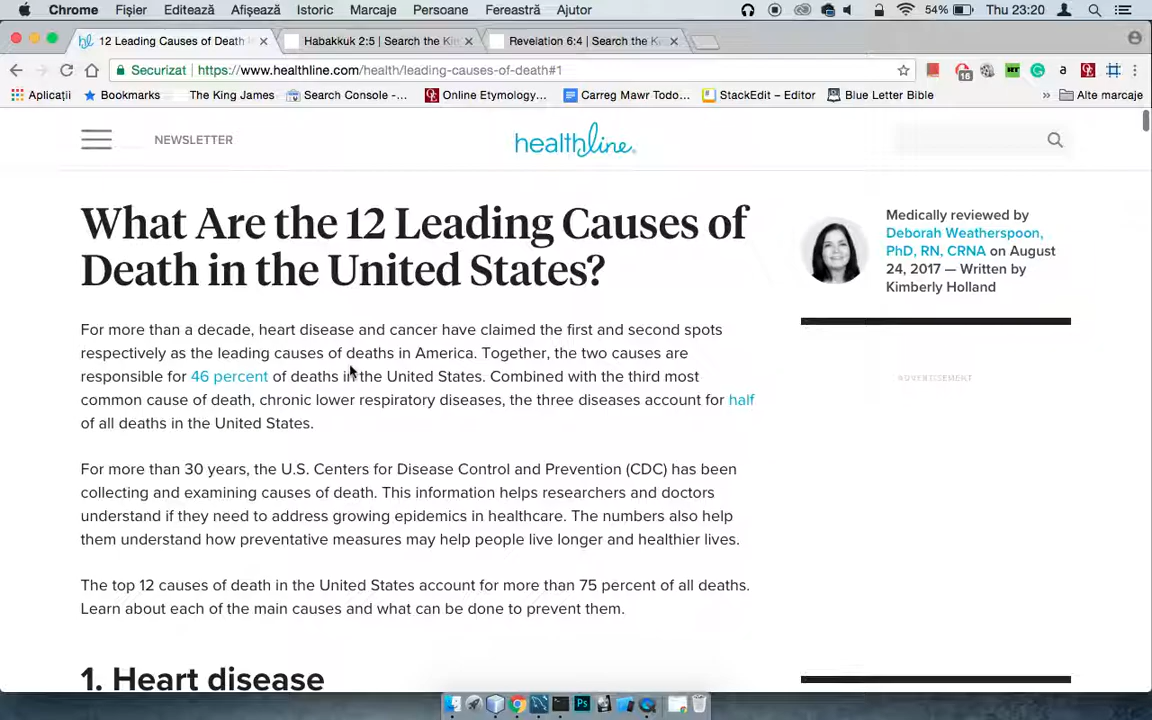 Chrome Fișier Editează Afișează Istoric Marcaje Persoane Fereastră Ajutor 54% Thu 23:20
12 Leading Causes of Death Habakkuk 2:5 | Search the Revelation 6:4 | Search the
Securizat https://www.healthline.com/health/leading-causes-of-death#1 16
Aplicații Bookmarks The King James Search Console -... Online Etymology... Carreg Mawr Todo... StackEdit – Editor Blue Letter Bible » Alte marcaje
NEWSLETTER healthline
What Are the 12 Leading Causes of
Death in the United States?
Medically reviewed by
Deborah Weatherspoon,
PhD, RN, CRNA on August
24, 2017 — Written by
Kimberly Holland
For more than a decade, heart disease and cancer have claimed the first and second spots
respectively as the leading causes of deaths in America. Together, the two causes are
responsible for 46 percent of deaths in the United States. Combined with the third most
common cause of death, chronic lower respiratory diseases, the three diseases account for half
of all deaths in the United States.
ADVERTISEMENT
For more than 30 years, the U.S. Centers for Disease Control and Prevention (CDC) has been
collecting and examining causes of death. This information helps researchers and doctors
understand if they need to address growing epidemics in healthcare. The numbers also help
them understand how preventative measures may help people live longer and healthier lives.
The top 12 causes of death in the United States account for more than 75 percent of all deaths.
Learn about each of the main causes and what can be done to prevent them.
1. Heart disease